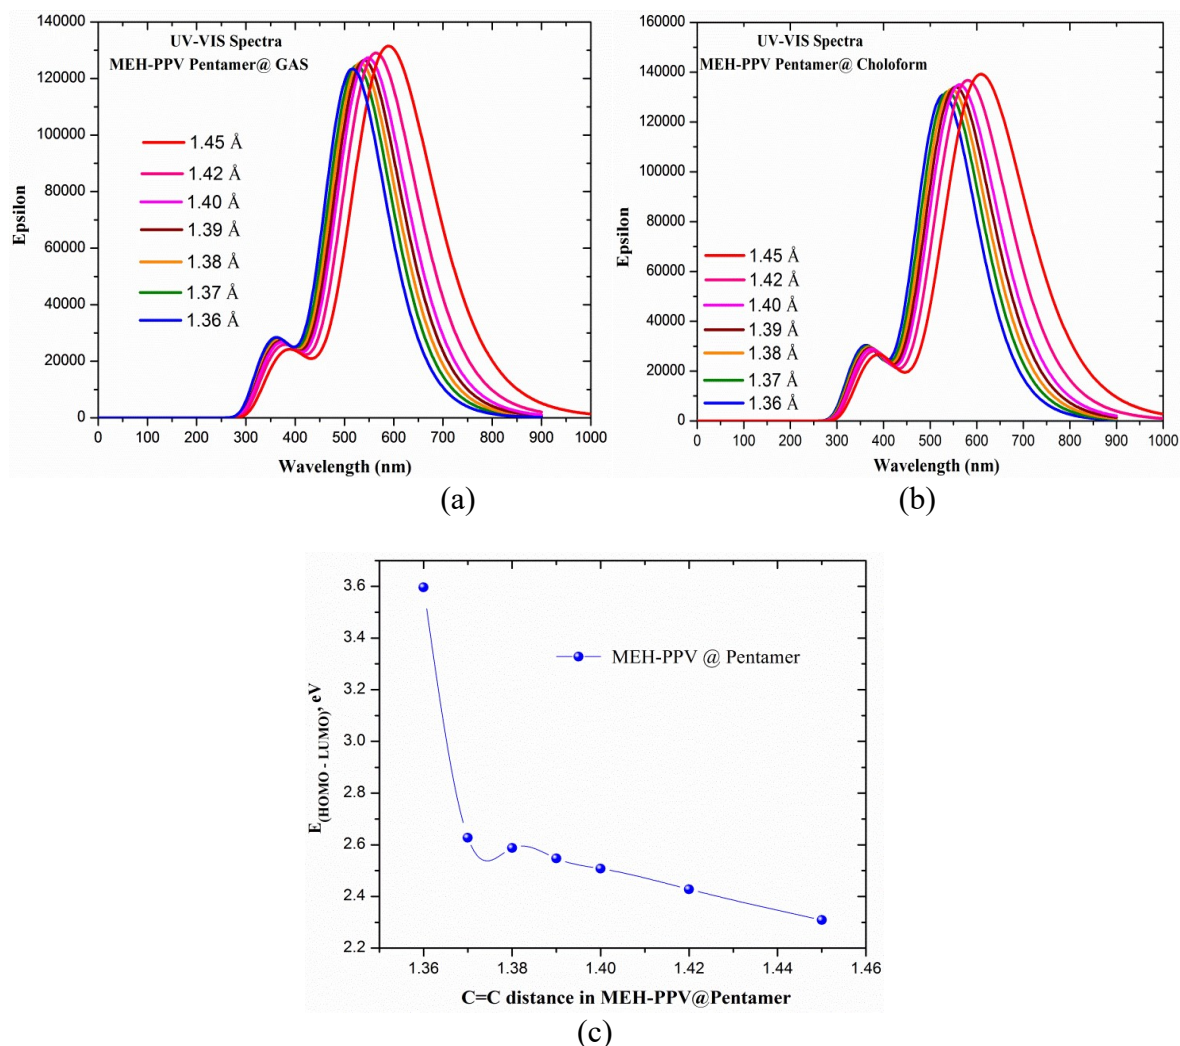 UV-VIS Spectra
MEH-PPV Pentamer@ GAS
1.45 Å
1.42 Å
1.40 Å
1.39 Å
1.38 Å
1.37 Å
1.36 Å
Epsilon
140000
120000
100000
80000
60000
40000
20000
0
0 100 200 300 400 500 600 700 800 900 1000
Wavelength (nm)
(a)
UV-VIS Spectra
MEH-PPV Pentamer@ Choloform
1.45 Å
1.42 Å
1.40 Å
1.39 Å
1.38 Å
1.37 Å
1.36 Å
Epsilon
160000
140000
120000
100000
80000
60000
40000
20000
0
0 100 200 300 400 500 600 700 800 900 1000
Wavelength (nm)
(b)
MEH-PPV @ Pentamer
E(HOMO - LUMO), eV
3.6
3.4
3.2
3.0
2.8
2.6
2.4
2.2
1.36 1.38 1.40 1.42 1.44 1.46
C=C distance in MEH-PPV@Pentamer
(c)